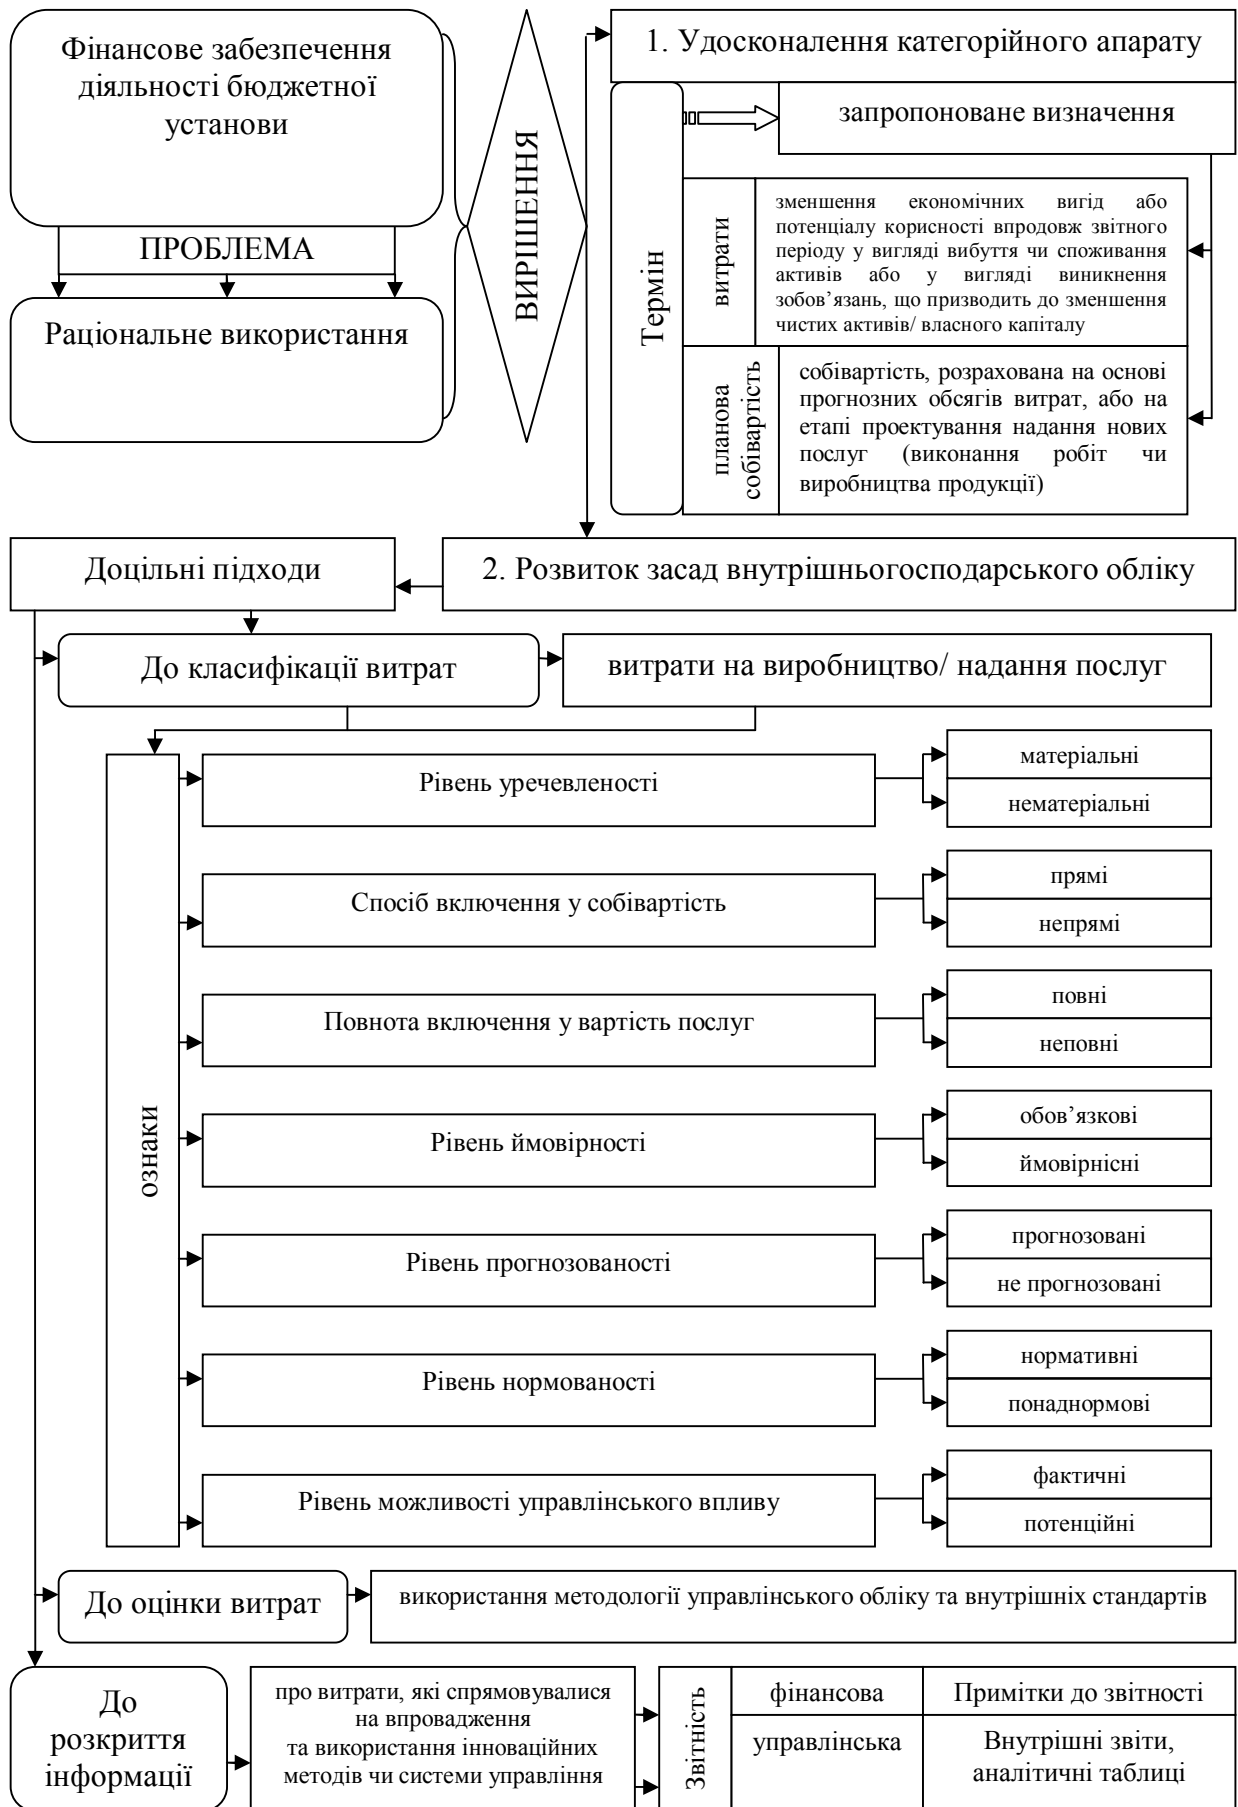 Фінансове забезпечення
діяльності бюджетної
установи
ПРОБЛЕМА
Раціональне використання
ВИРІШЕННЯ
1. Удосконалення категорійного апарату
Термін
запропоноване визначення
витрати
зменшення економічних вигід або
потенціалу корисності впродовж звітного
періоду у вигляді вибуття чи споживання
активів або у вигляді виникнення
зобов’язань, що призводить до зменшення
чистих активів/ власного капіталу
планова
собівартість
собівартість, розрахована на основі
прогнозних обсягів витрат, або на
етапі проектування надання нових
послуг (виконання робіт чи
виробництва продукції)
2. Розвиток засад внутрішньогосподарського обліку
Доцільні підходи
До класифікації витрат
витрати на виробництво/ надання послуг
ознаки
Рівень уречевленості
матеріальні
нематеріальні
Спосіб включення у собівартість
прямі
непрямі
Повнота включення у вартість послуг
повні
неповні
Рівень ймовірності
обов’язкові
ймовірнісні
Рівень прогнозованості
прогнозовані
не прогнозовані
Рівень нормованості
нормативні
понаднормові
Рівень можливості управлінського впливу
фактичні
потенційні
До оцінки витрат
використання методології управлінського обліку та внутрішніх стандартів
До
розкриття
інформації
про витрати, які спрямовувалися
на впровадження
та використання інноваційних
методів чи системи управління
Звітність
фінансова
Примітки до звітності
управлінська
Внутрішні звіти,
аналітичні таблиці